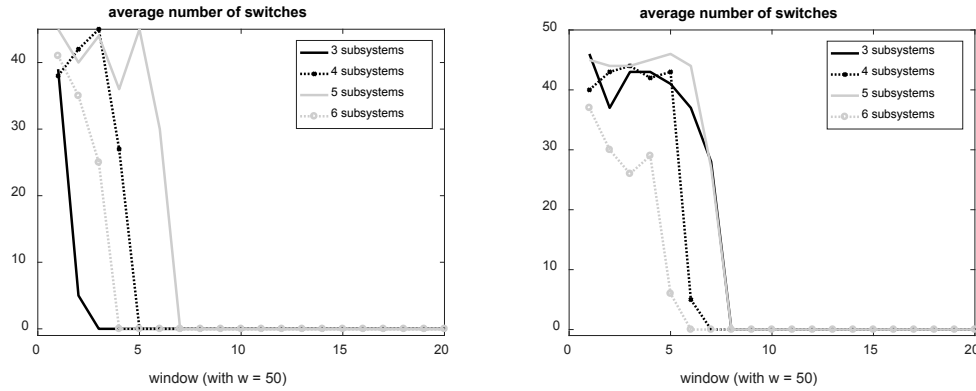 average number of switches
40
30
20
10
0
0 5 10 15 20
window (with w = 50)
3 subsystems
4 subsystems
5 subsystems
6 subsystems
average number of switches
50
40
30
20
10
0
0 5 10 15 20
window (with w = 50)
3 subsystems
4 subsystems
5 subsystems
6 subsystems